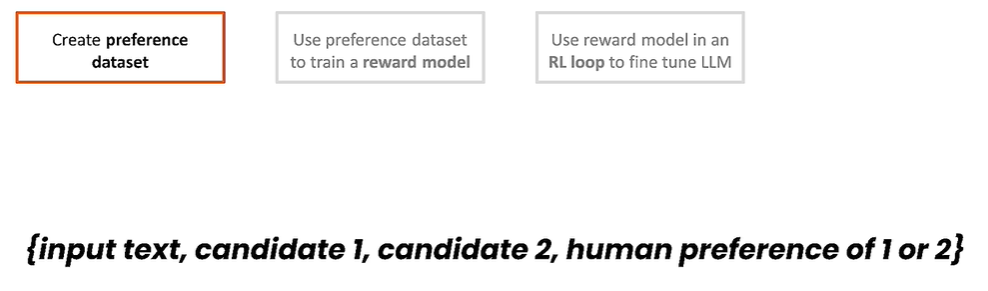 Create preference
dataset
Use preference dataset
to train a reward model
Use reward model in an
RL loop to fine tune LLM
{input text, candidate 1, candidate 2, human preference of 1 or 2}